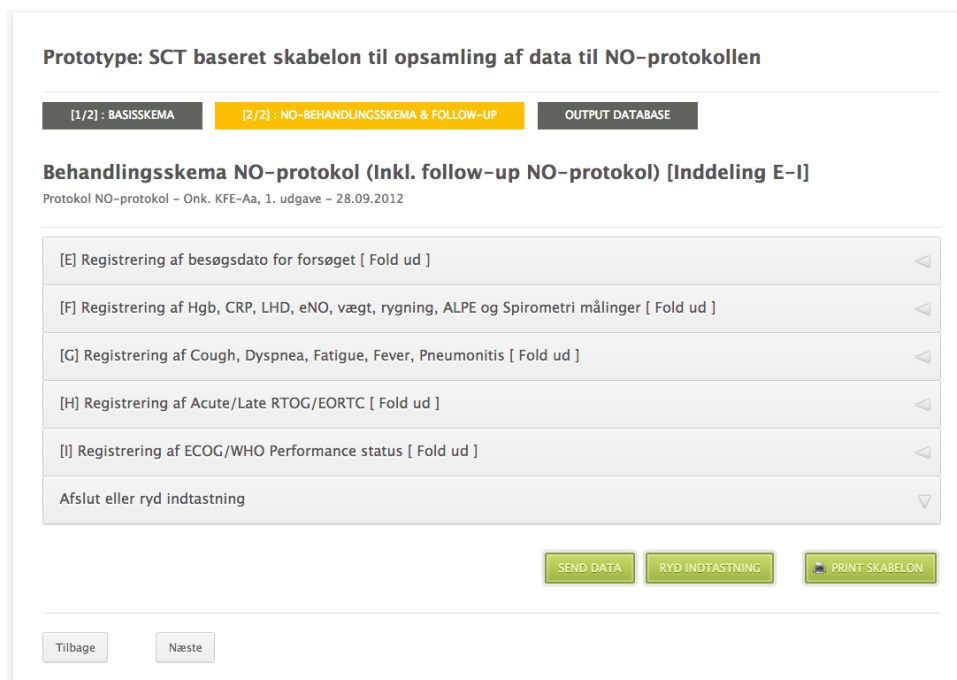 Prototype: SCT baseret skabelon til opsamling af data til NO-protokollen
[1/2] : BASISSKEMA
[2/2] : NO-BEHANDLINGSSKEMA & FOLLOW-UP
OUTPUT DATABASE
Behandlingsskema NO-protokol (Inkl. follow-up NO-protokol) [Inddeling E-I]
Protokol NO-protokol – Onk. KFE-Aa, 1. udgave – 28.09.2012
[E] Registrering af besøgsdato for forsøget [ Fold ud ]
[F] Registrering af Hgb, CRP, LHD, eNO, vægt, rygning, ALPE og Spirometri målinger [ Fold ud ]
[G] Registrering af Cough, Dyspnea, Fatigue, Fever, Pneumonitis [ Fold ud ]
[H] Registrering af Acute/Late RTOG/EORTC [ Fold ud ]
[I] Registrering af ECOG/WHO Performance status [ Fold ud ]
Afslut eller ryd indtastning
SEND DATA
RYD INDTASTNING
PRINT SKABELON
Tilbage
Næste